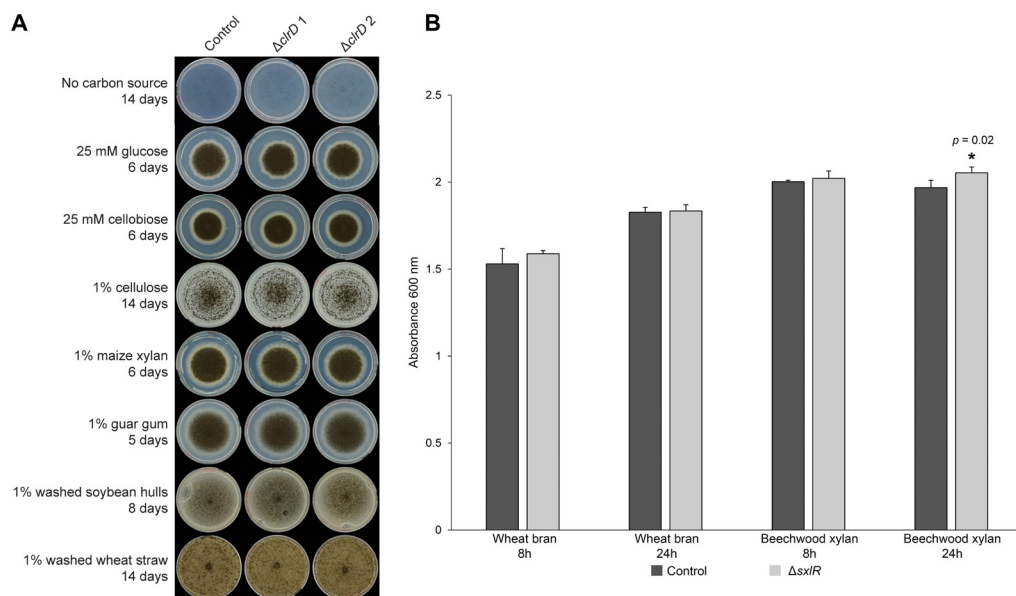 A
Control
ΔclrD 1
ΔclrD 2
No carbon source
14 days
25 mM glucose
6 days
25 mM cellobiose
6 days
1% cellulose
14 days
1% maize xylan
6 days
1% guar gum
5 days
1% washed soybean hulls
8 days
1% washed wheat straw
14 days
B
Absorbance 600 nm
2.5
2
1.5
1
0.5
0
p = 0.02
*
Wheat bran
8h
Wheat bran
24h
Beechwood xylan
8h
Beechwood xylan
24h
Control
ΔsxlR